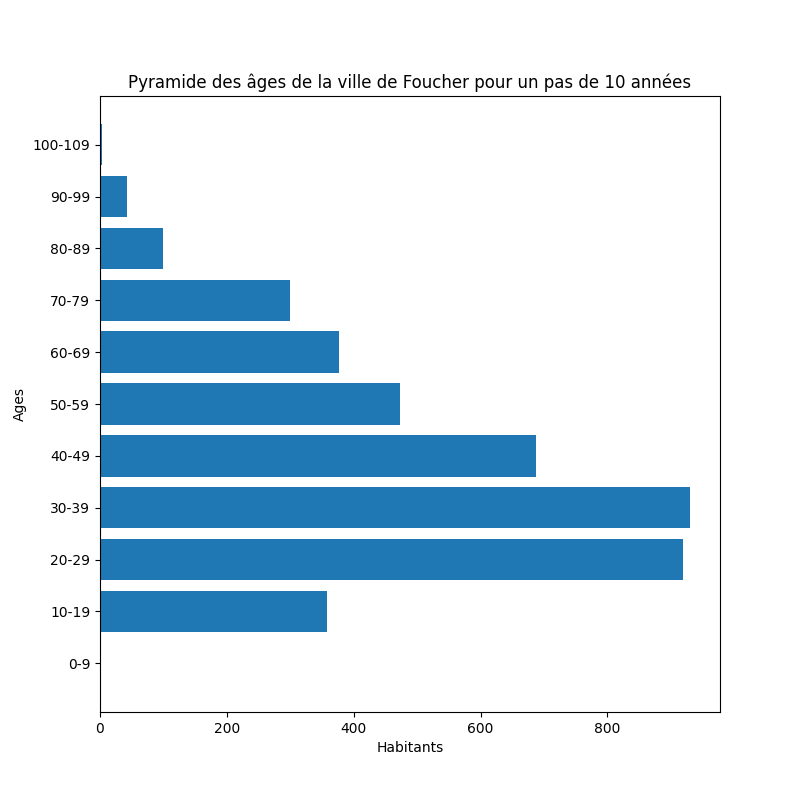 Pyramide des âges de la ville de Foucher pour un pas de 10 années
100-109
90-99
80-89
70-79
60-69
50-59
Ages
40-49
30-39
20-29
10-19
0-9
0 200 400 600 800
Habitants